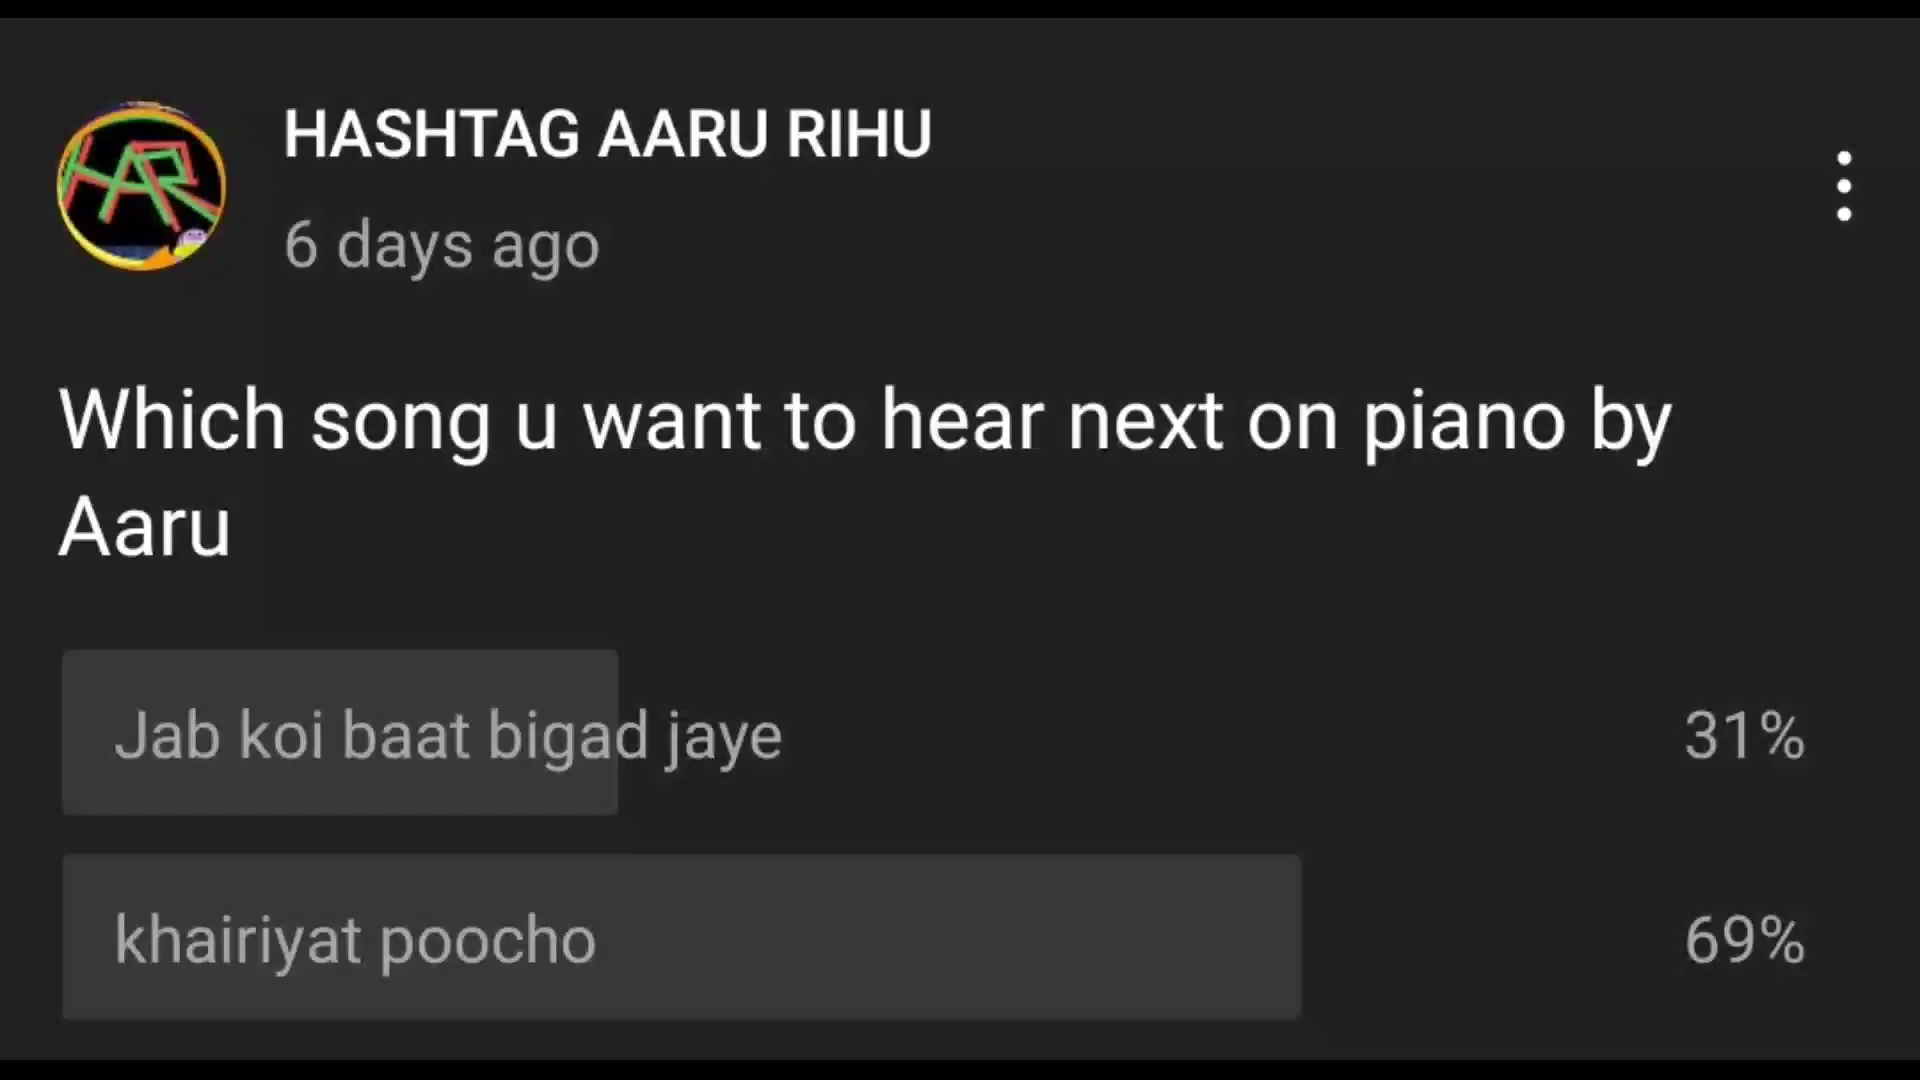 HAR
HASHTAG AARU RIHU
6 days ago
Which song u want to hear next on piano by
Aaru
Jab koi baat bigad jaye
31%
khairiyat poocho
69%